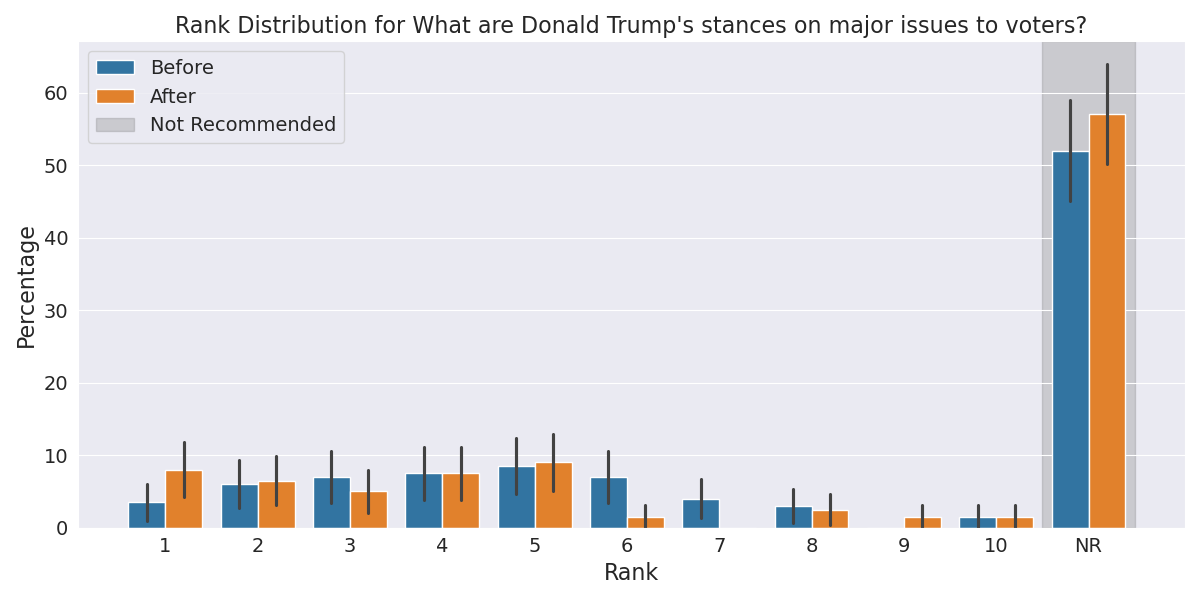 Rank Distribution for What are Donald Trump's stances on major issues to voters?
Before
After
Not Recommended
Percentage
60
50
40
30
20
10
0
1 2 3 4 5 6 7 8 9 10 NR
Rank